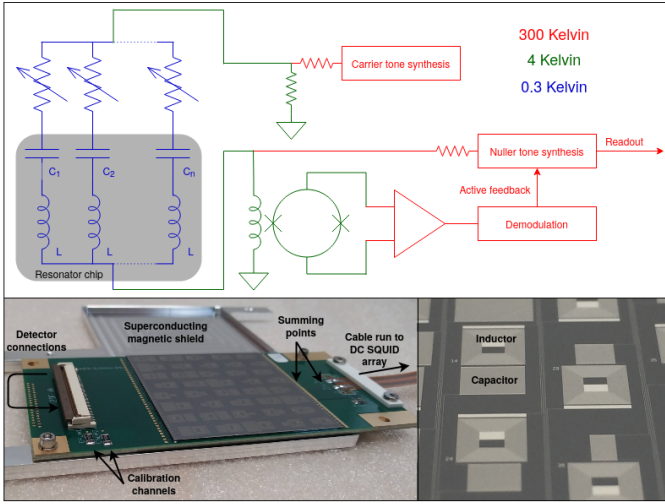 300 Kelvin
4 Kelvin
0.3 Kelvin
Carrier tone synthesis
C1
C2
Cn
L
L
L
Resonator chip
Nuller tone synthesis
Readout
Active feedback
Demodulation
Detector
connections
Superconducting
magnetic shield
Summing
points
Cable run to
DC SQUID
array
Calibration
channels
Inductor
Capacitor